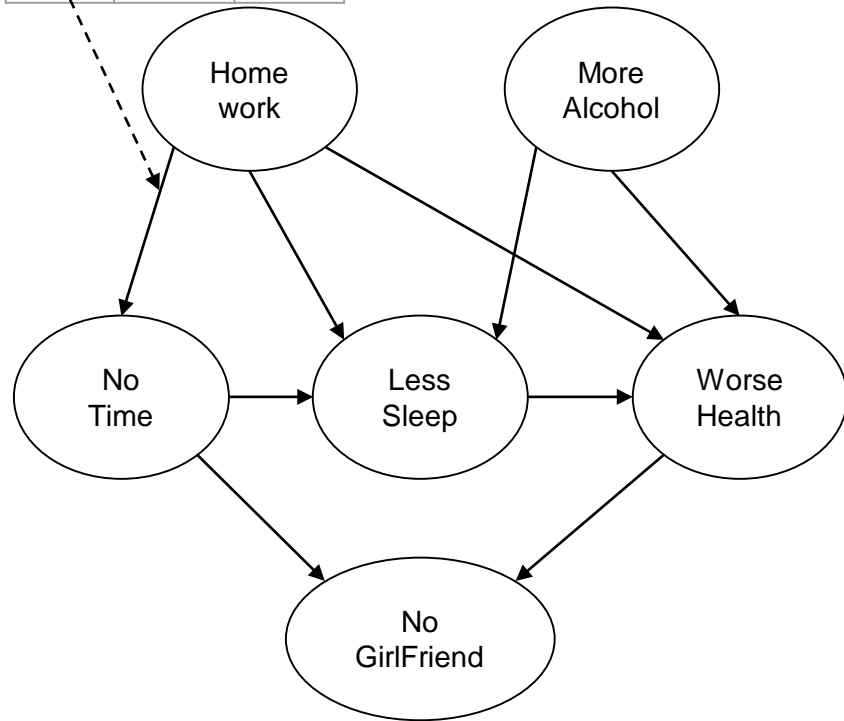 Home
work
More
Alcohol
No
Time
Less
Sleep
Worse
Health
No
GirlFriend